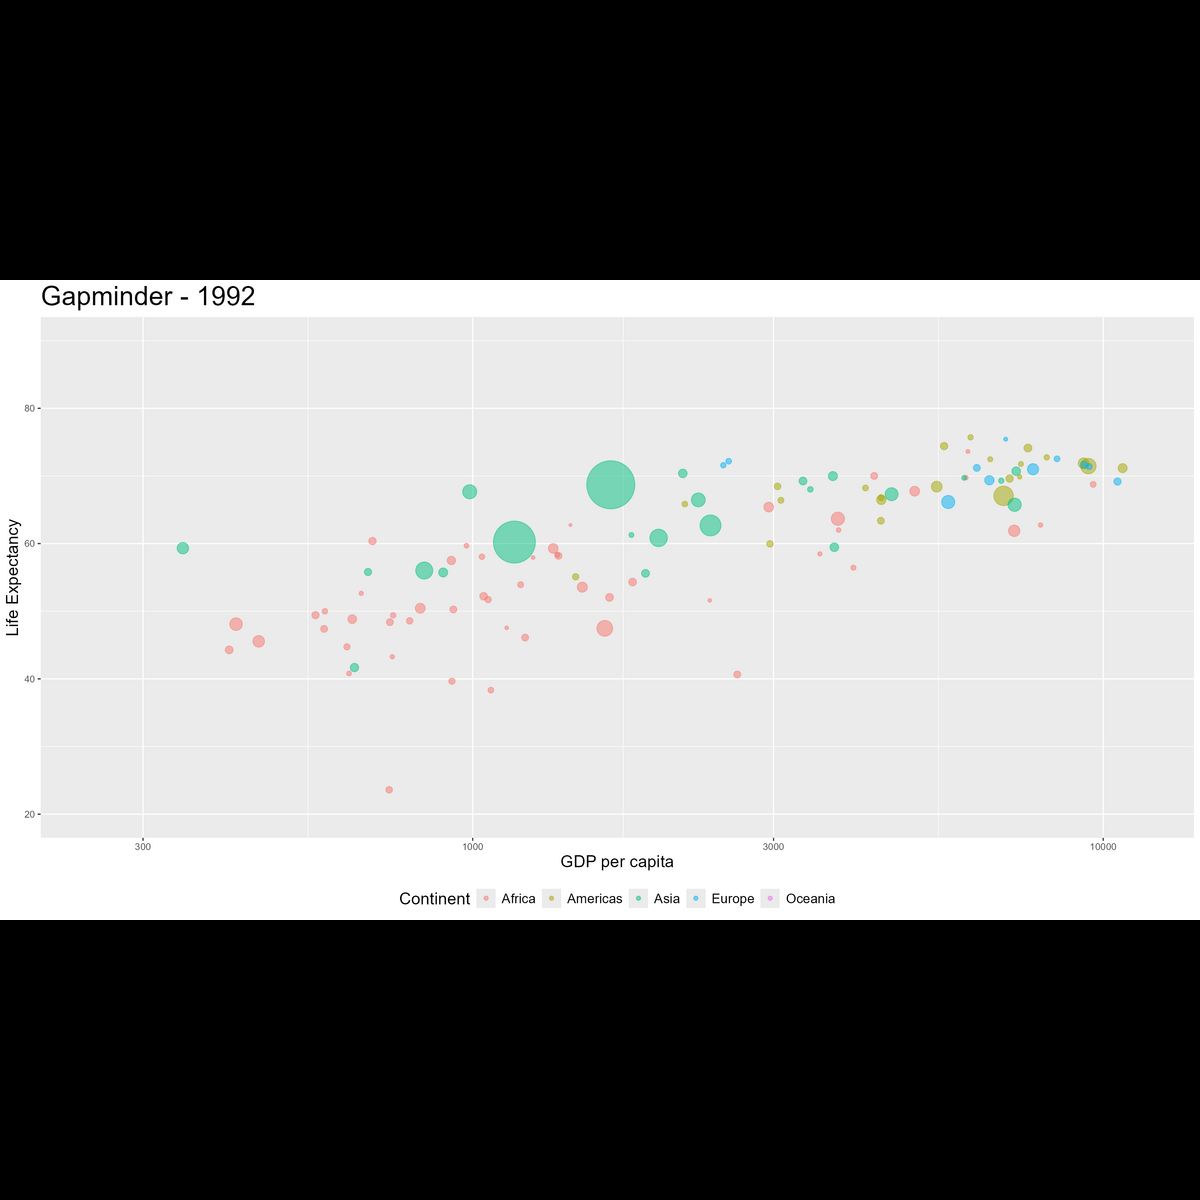 Gapminder - 1992
Life Expectancy
80
60
40
20
300 1000 3000 10000
GDP per capita
Continent Africa Americas Asia Europe Oceania